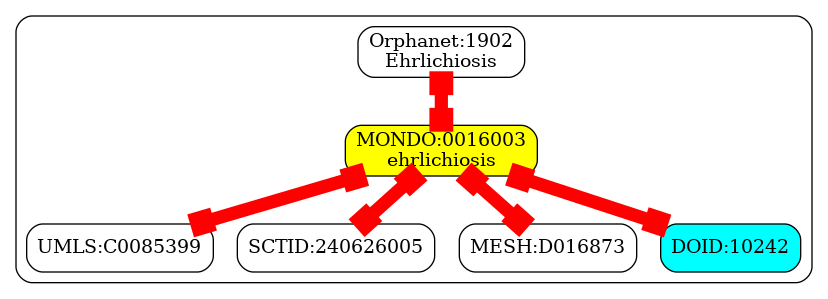 Orphanet:1902
Ehrlichiosis
MONDO:0016003
ehrlichiosis
UMLS:C0085399
SCTID:240626005
MESH:D016873
DOID:10242